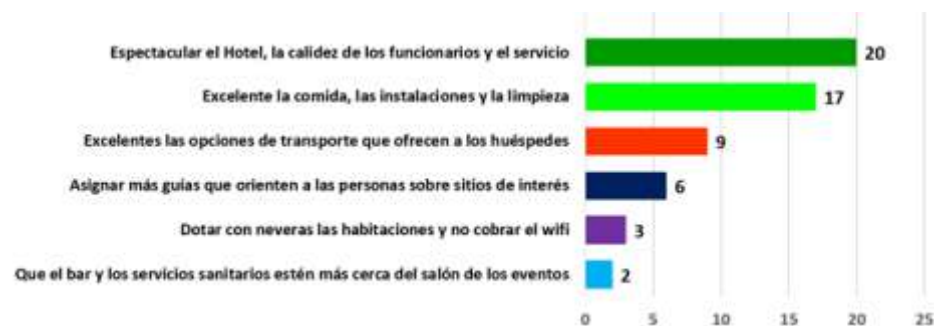 Espectacular el Hotel, la calidez de los funcionarios y el servicio
20
Excelente la comida, las instalaciones y la limpieza
17
Excelentes las opciones de transporte que ofrecen a los huéspedes
9
Asignar más guías que orienten a las personas sobre sitios de interés
6
Dotar con neveras las habitaciones y no cobrar el wifi
3
Que el bar y los servicios sanitarios estén más cerca del salón de los eventos
2
0 5 10 15 20 25